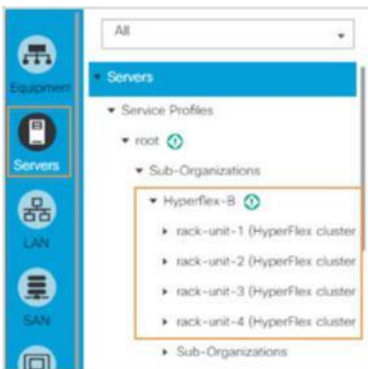 All
Equipment
Servers
Service Profiles
root
Servers
Sub-Organizations
Hyperflex-B
LAN
rack-unit-1 (HyperFlex cluster
rack-unit-2 (HyperFlex cluster
rack-unit-3 (HyperFlex cluster
SAN
rack-unit-4 (HyperFlex cluster
Sub-Organizations